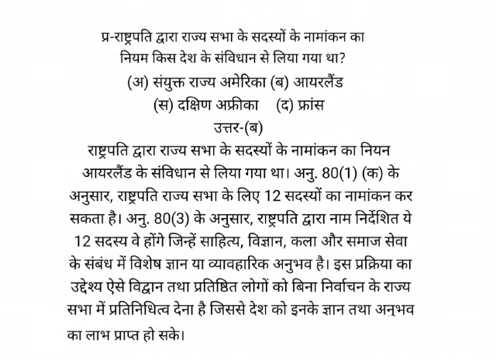 प्र-राष्ट्रपति द्वारा राज्य सभा के सदस्यों के नामांकन का
नियम किस देश के संविधान से लिया गया था?
(अ) संयुक्त राज्य अमेरिका (ब) आयरलैंड
(स) दक्षिण अफ्रीका (द) फ्रांस
उत्तर-(ब)
राष्ट्रपति द्वारा राज्य सभा के सदस्यों के नामांकन का नियन
आयरलैंड के संविधान से लिया गया था। अनु. 80(1) (क) के
अनुसार, राष्ट्रपति राज्य सभा के लिए 12 सदस्यों का नामांकन कर
सकता है। अनु. 80(3) के अनुसार, राष्ट्रपति द्वारा नाम निर्देशित ये
12 सदस्य वे होंगे जिन्हें साहित्य, विज्ञान, कला और समाज सेवा
के संबंध में विशेष ज्ञान या व्यावहारिक अनुभव है। इस प्रक्रिया का
उद्देश्य ऐसे विद्वान तथा प्रतिष्ठित लोगों को बिना निर्वाचन के राज्य
सभा में प्रतिनिधित्व देना है जिससे देश को इनके ज्ञान तथा अनुभव
का लाभ प्राप्त हो सके।